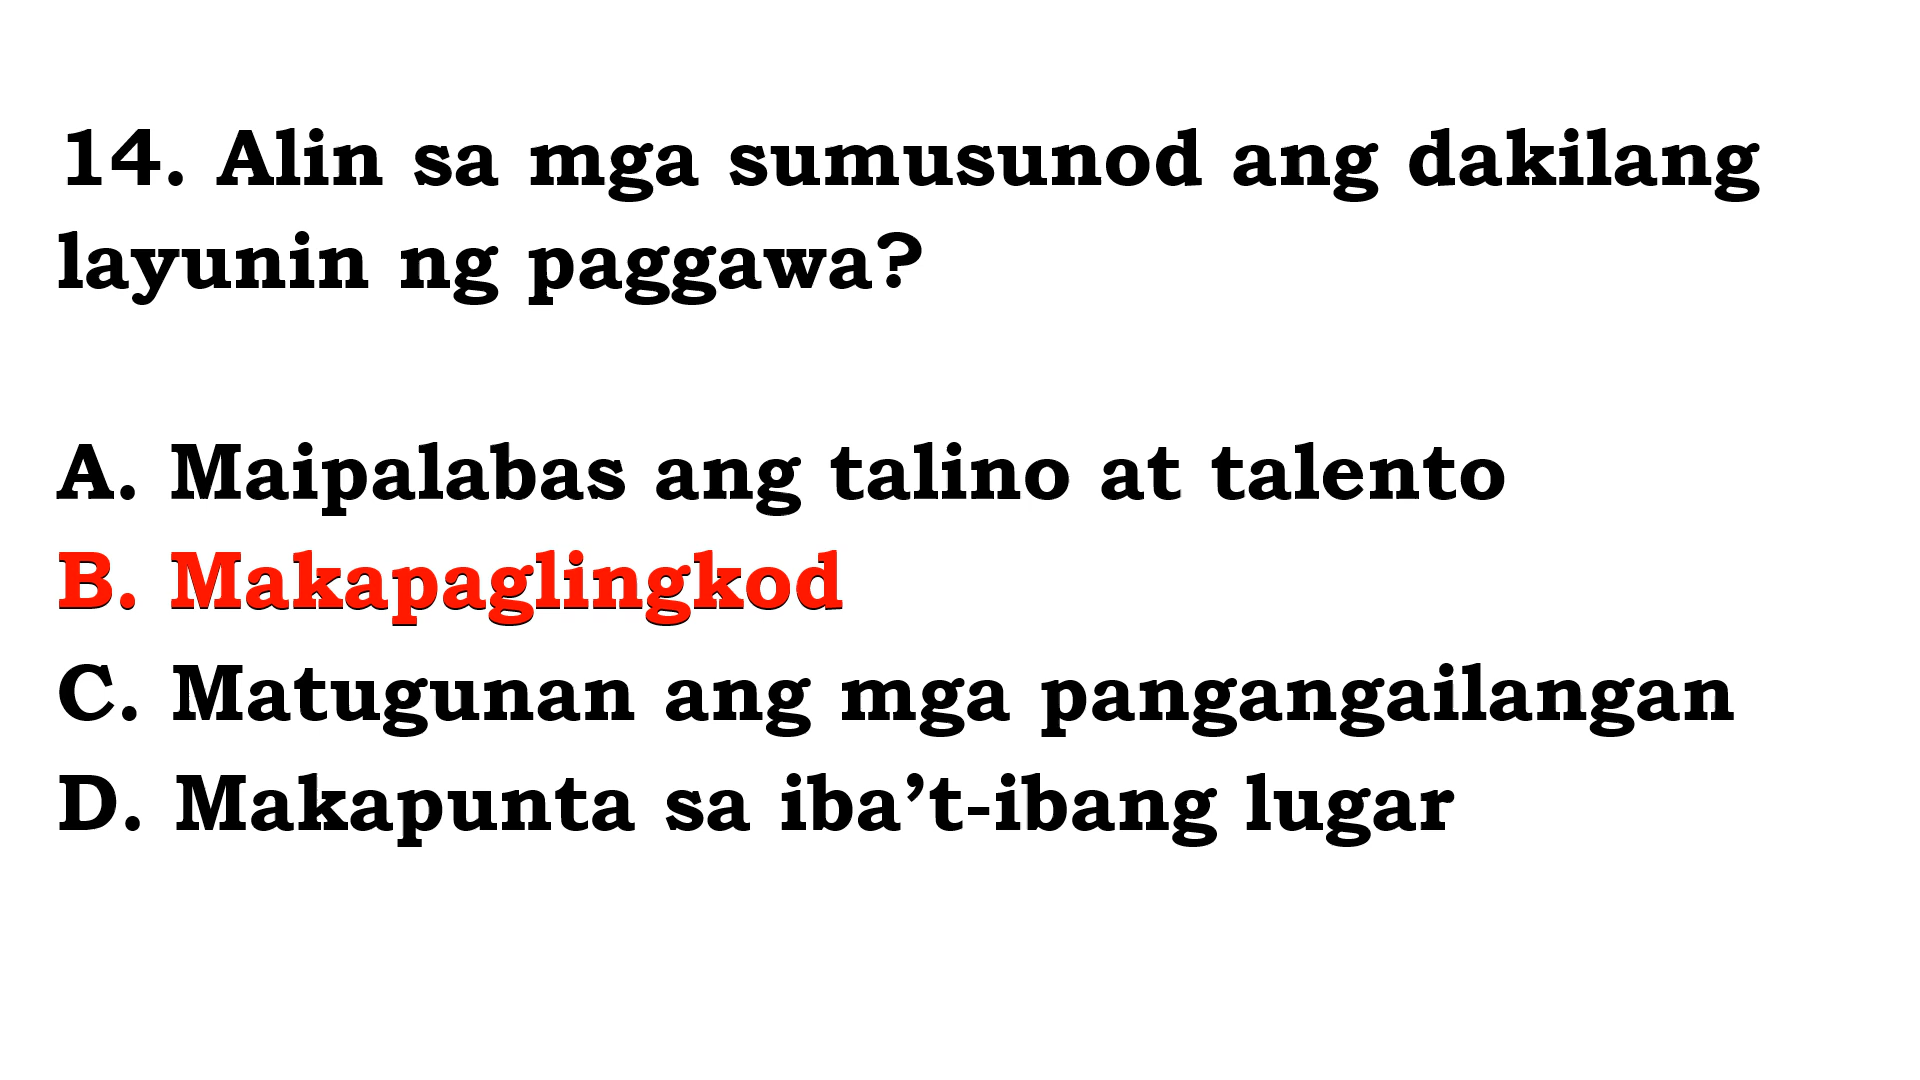 14. Alin sa mga sumusunod ang dakilang
layunin ng paggawa?
A. Maipalabas ang talino at talento
B. Makapaglingkod
C. Matugunan ang mga pangangailangan
D. Makapunta sa iba’t-ibang lugar